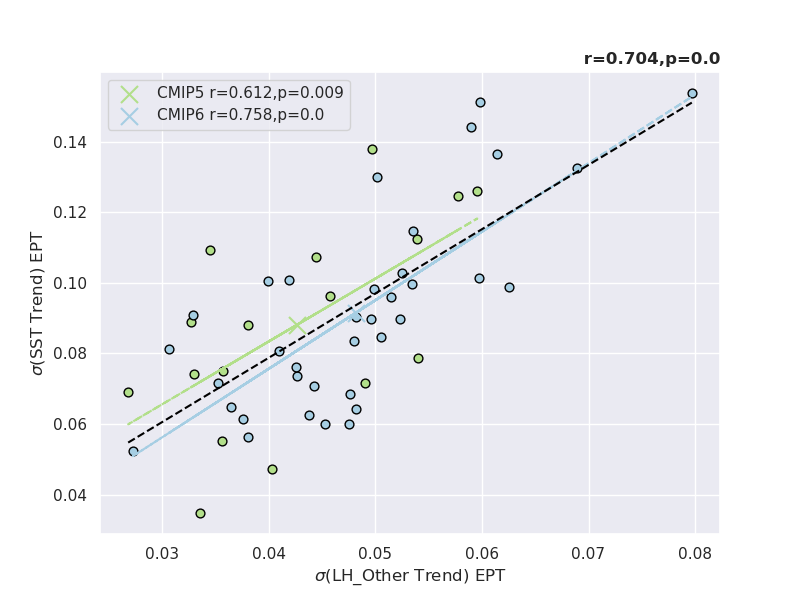 r=0.704,p=0.0
CMIP5 r=0.612,p=0.009
CMIP6 r=0.758,p=0.0
0.14
0.12
0.10
0.08
0.06
0.04
σ(SST Trend) EPT
0.03 0.04 0.05 0.06 0.07 0.08
σ(LH_Other Trend) EPT